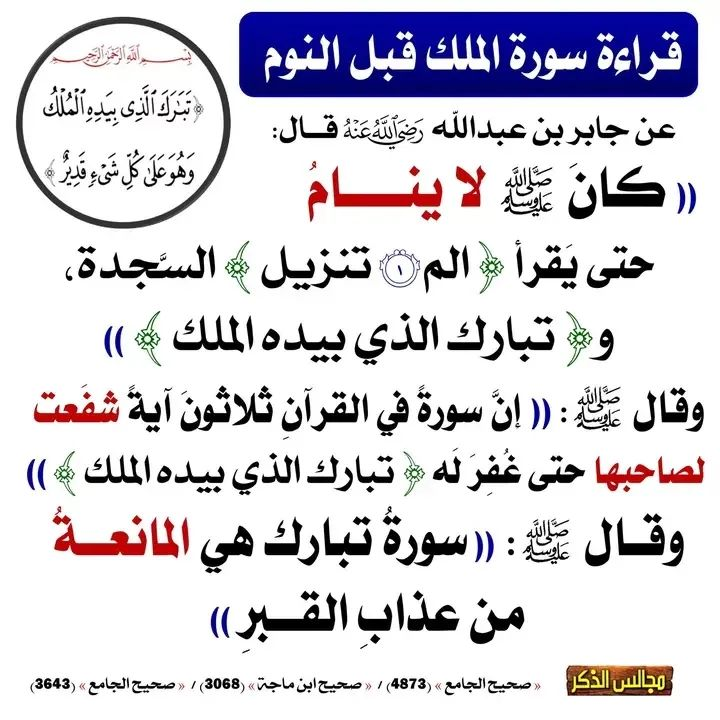 قراءة سورة الملك قبل النوم
بِسْمِ اللَّهِ الرَّحْمَٰنِ الرَّحِيمِ
﴿ تَبَارَكَ الَّذِي بِيَدِهِ الْمُلْكُ
وَهُوَ عَلَىٰ كُلِّ شَيْءٍ قَدِيرٌ ﴾
عن جابر بن عبدالله رَضِيَ اللَّهُ عَنْهُ قال:
(( كانَ ﷺ لا ينامُ
حتى يَقرأ ﴿ الم ۝١ تنزيل ﴾ السَّجدة،
و﴿ تبارك الذي بيده الملك ﴾ ))
وقال ﷺ : (( إنَّ سورةً في القرآنِ ثلاثونَ آيةً شفَعت
لصاحبها حتى غُفِرَ لَه ﴿ تبارك الذي بيده الملك ﴾ ))
وقال ﷺ : (( سورةُ تبارك هي المانعةُ
من عذابِ القبرِ ))
مجالس الذكر
« صحيح الجامع » (4873) / « صحيح ابن ماجة » (3068) / « صحيح الجامع » (3643)